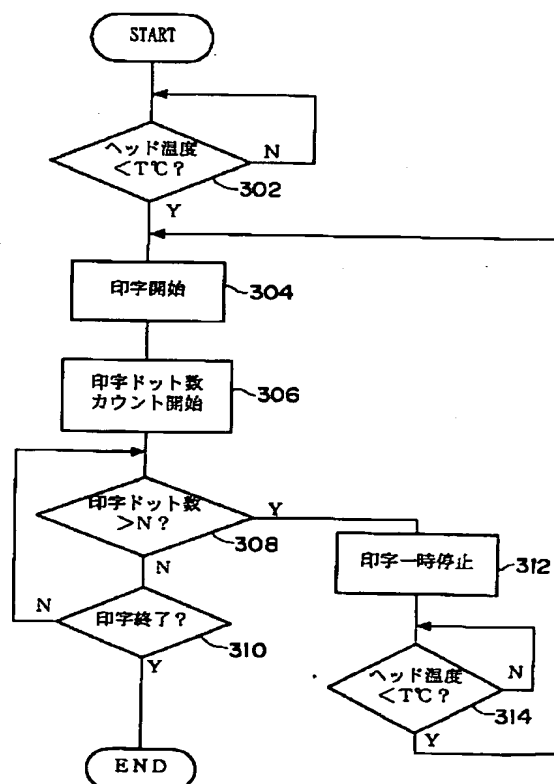 START
ヘッド温度
<T℃?
N
302
Y
印字開始
304
印字ドット数
カウント開始
306
印字ドット数
>N?
Y
308
N
印字一時停止
312
N
印字終了?
310
Y
ヘッド温度
<T℃?
N
314
Y
END